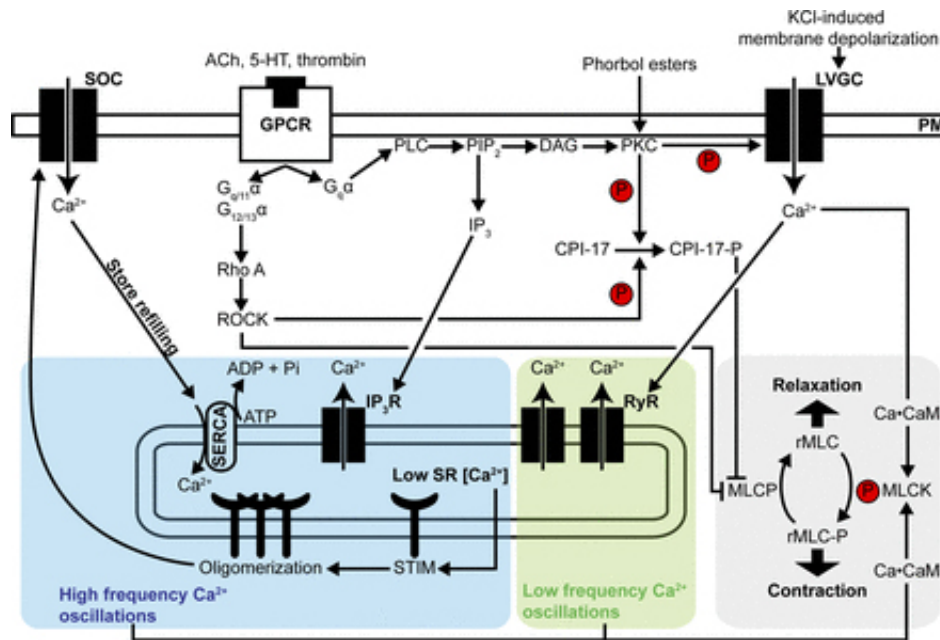 KCl-induced
membrane depolarization
ACh, 5-HT, thrombin
Phorbol esters
SOC
LVGC
GPCR
PM
PLC
PIP₂
DAG
PKC
P
P
Gq/11α
G12/13α
Gqα
Ca²⁺
Ca²⁺
IP₃
CPI-17
CPI-17-P
Rho A
P
ROCK
Store refilling
ADP + Pi
Ca²⁺
Ca²⁺
Ca²⁺
IP₃R
RyR
ATP
SERCA
Relaxation
rMLC
Ca•CaM
Ca²⁺
Low SR [Ca²⁺]
MLCP
P
MLCK
rMLC-P
Oligomerization
STIM
Ca•CaM
Contraction
High frequency Ca²⁺
oscillations
Low frequency Ca²⁺
oscillations